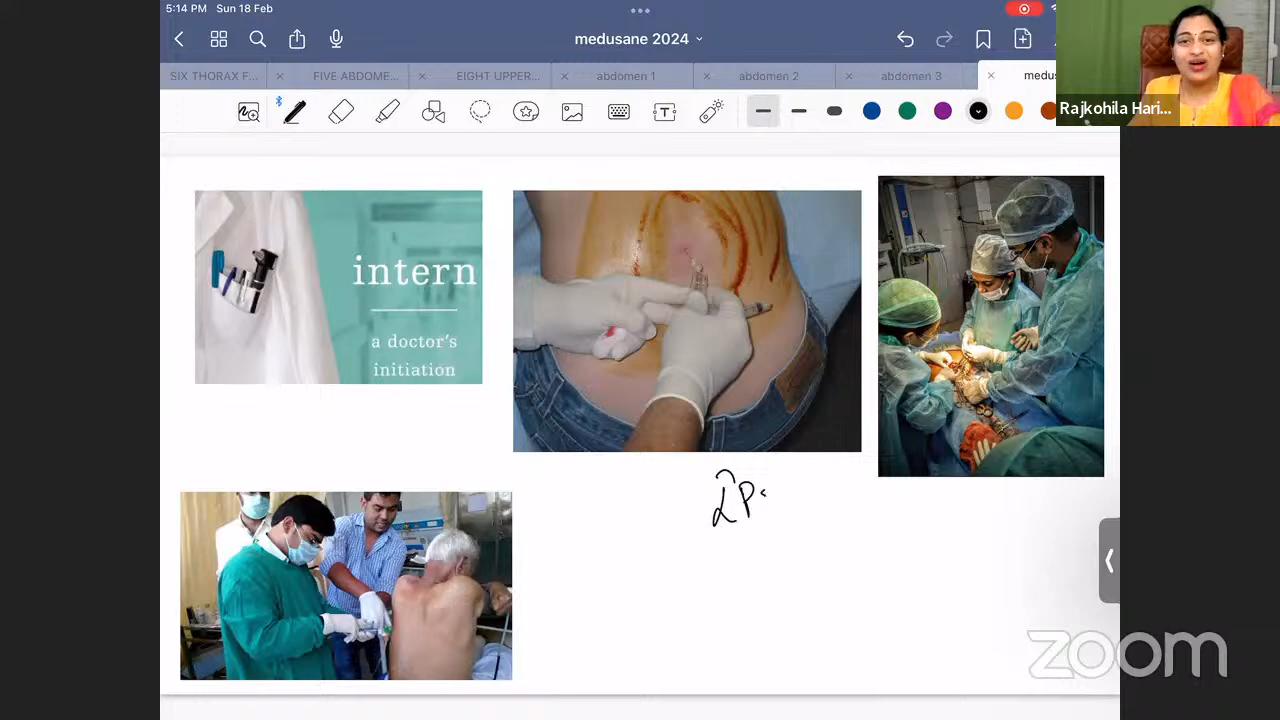 5:14 PM Sun 18 Feb
medusane 2024
SIX THORAX F...
FIVE ABDOME...
EIGHT UPPER...
abdomen 1
abdomen 2
abdomen 3
medus
Rajkohila Hari...
intern
a doctor's
initiation
LP
zoom